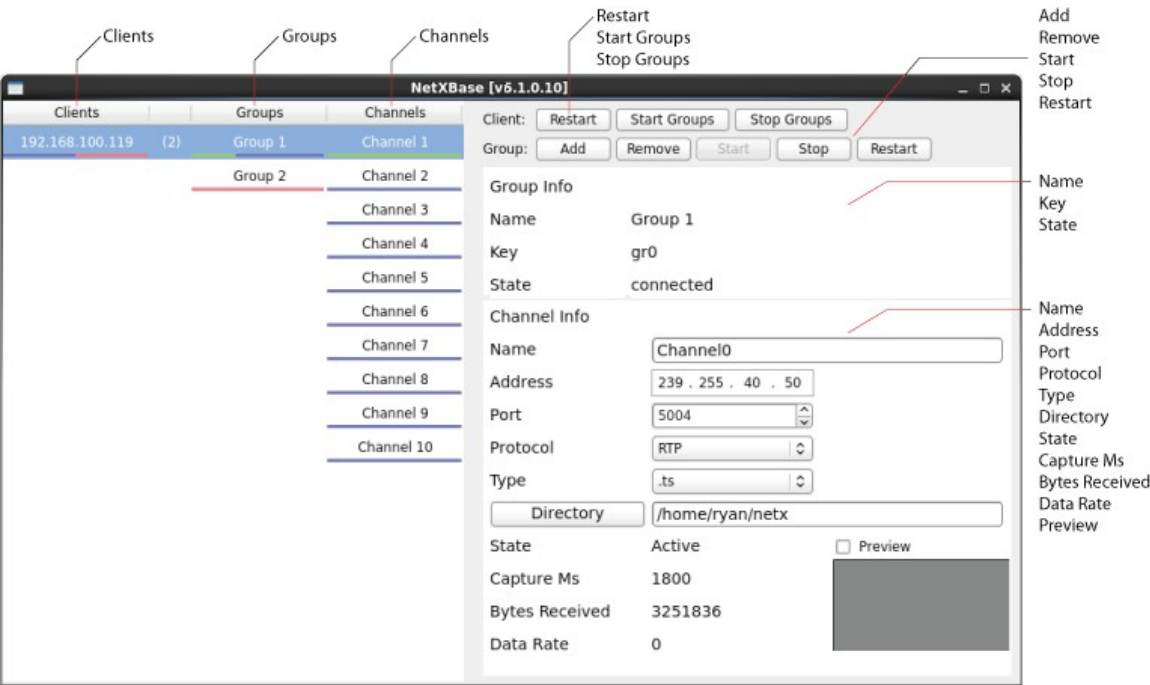 Clients
Groups
Channels
Restart
Start Groups
Stop Groups
Add
Remove
Start
Stop
Restart
NetXBase [v6.1.0.10]
Clients Groups Channels
192.168.100.119 (2) Group 1 Channel 1
Group 2 Channel 2
Channel 3
Channel 4
Channel 5
Channel 6
Channel 7
Channel 8
Channel 9
Channel 10
Client: Restart Start Groups Stop Groups
Group: Add Remove Start Stop Restart
Group Info
Name Group 1
Key gr0
State connected
Channel Info
Name Channel0
Address 239 . 255 . 40 . 50
Port 5004
Protocol RTP
Type .ts
Directory /home/ryan/netx
State Active Preview
Capture Ms 1800
Bytes Received 3251836
Data Rate 0
Name
Key
State
Name
Address
Port
Protocol
Type
Directory
State
Capture Ms
Bytes Received
Data Rate
Preview